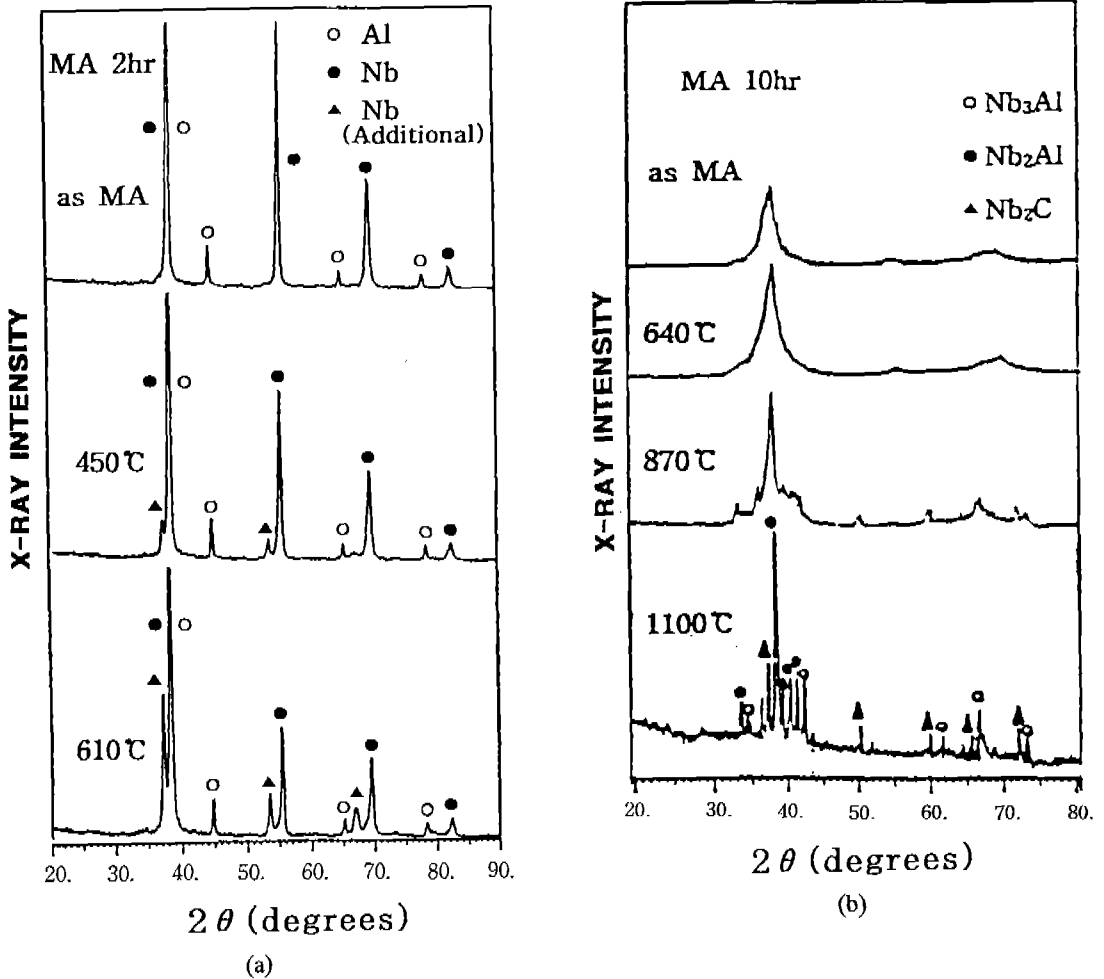 MA 2hr
○ Al
● Nb
▲ Nb
(Additional)
● ○
●
●
as MA
○
○
○
●
● ○
●
450℃
●
▲
○
▲
○
○
●
● ○
▲
●
610℃
●
○
▲
○
▲
○
●
20. 30. 40. 50. 60. 70. 80. 90.
2θ (degrees)
X-RAY INTENSITY
(a)
MA 10hr
○ Nb₃Al
as MA
● Nb₂Al
▲ Nb₂C
640℃
870℃
●
1100℃
▲
● ● ○
● ○
▲
▲ ○ ▲ ○ ▲ ○
20. 30. 40. 50. 60. 70. 80.
2θ (degrees)
X-RAY INTENSITY
(b)